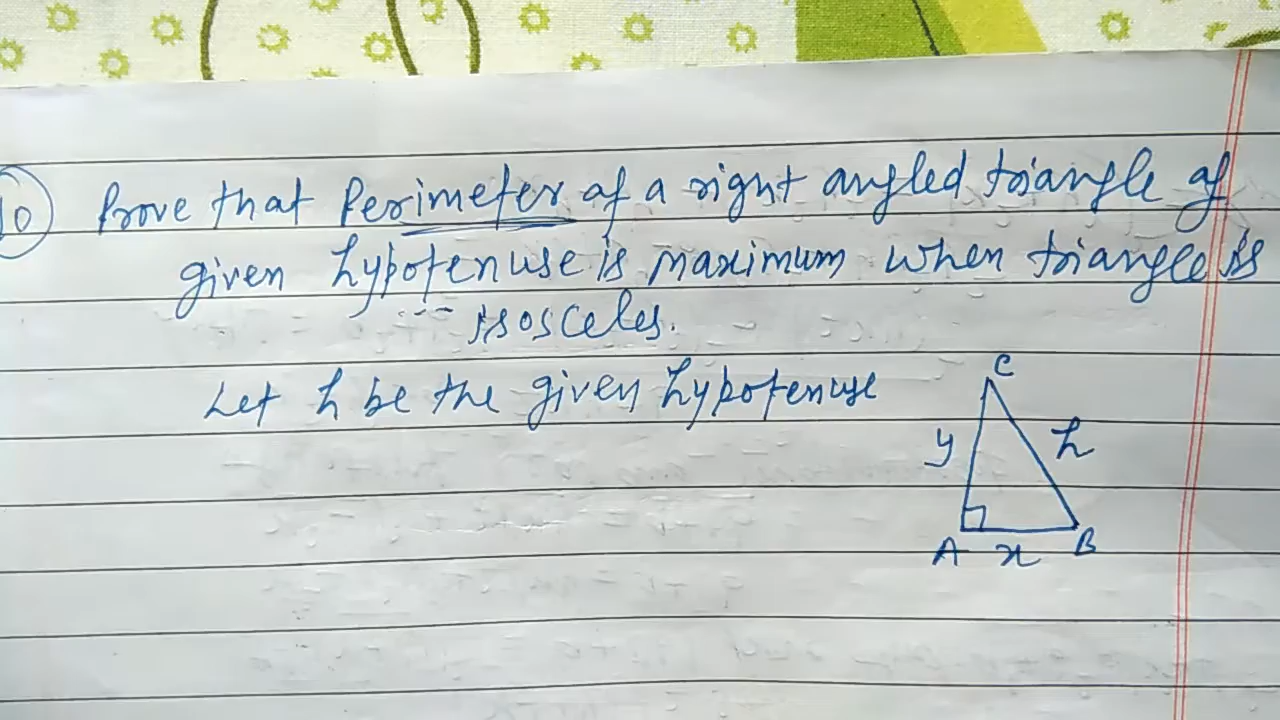 10 Prove that Perimeter of a right angled triangle of
given hypotenuse is maximum when triangle is
isosceles.
Let h be the given hypotenuse
C
y h
A x B